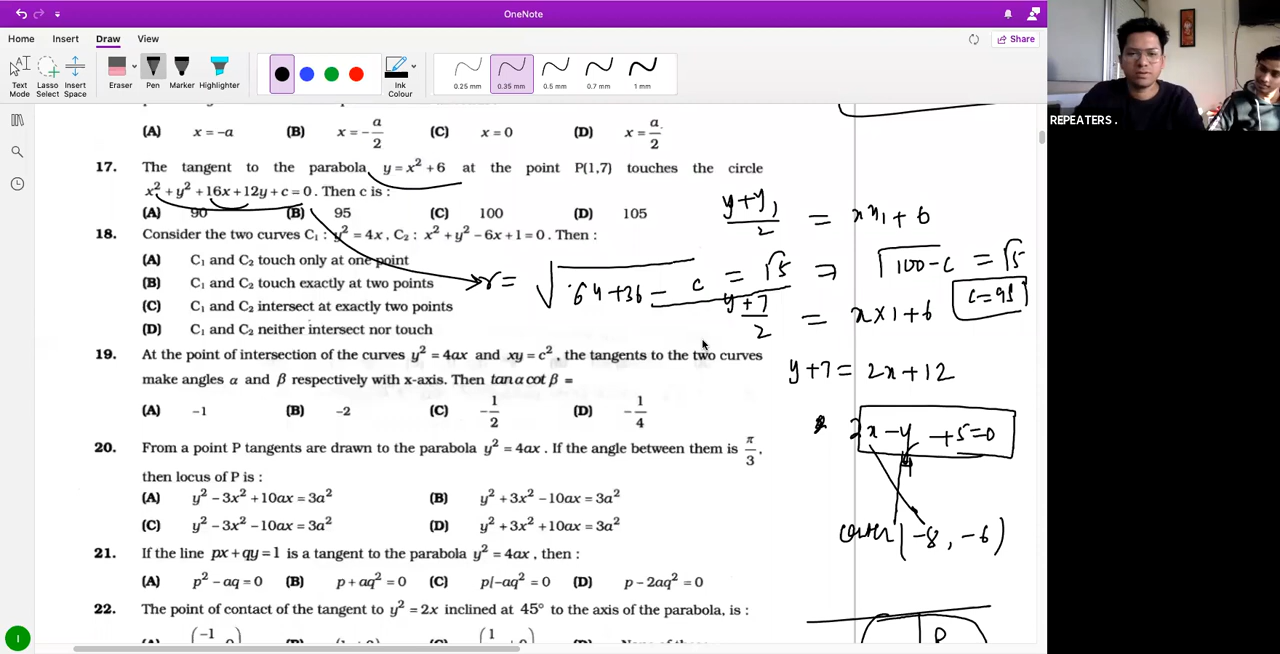 OneNote
Home Insert Draw View
Share
Text Mode
Lasso Select
Insert Space
Eraser
Pen
Marker
Highlighter
Ink Colour
0.25 mm
0.35 mm
0.5 mm
0.7 mm
1 mm
REPEATERS .
(A) x = -a (B) x = -a/2 (C) x = 0 (D) x = a/2.
17. The tangent to the parabola y = x² + 6 at the point P(1,7) touches the circle
x² + y² + 16x + 12y + c = 0. Then c is :
(A) 90 (B) 95 (C) 100 (D) 105
18. Consider the two curves C₁ : y² = 4x, C₂ : x² + y² - 6x + 1 = 0. Then :
(A) C₁ and C₂ touch only at one point
(B) C₁ and C₂ touch exactly at two points
(C) C₁ and C₂ intersect at exactly two points
(D) C₁ and C₂ neither intersect nor touch
19. At the point of intersection of the curves y² = 4ax and xy = c², the tangents to the two curves
make angles α and β respectively with x-axis. Then tan α cot β =
(A) -1 (B) -2 (C) -1/2 (D) -1/4
20. From a point P tangents are drawn to the parabola y² = 4ax. If the angle between them is π/3,
then locus of P is :
(A) y² - 3x² + 10ax = 3a² (B) y² + 3x² - 10ax = 3a²
(C) y² - 3x² - 10ax = 3a² (D) y² + 3x² + 10ax = 3a²
21. If the line px + qy = 1 is a tangent to the parabola y² = 4ax, then :
(A) p² - aq = 0 (B) p + aq² = 0 (C) p/-aq² = 0 (D) p - 2aq² = 0
22. The point of contact of the tangent to y² = 2x inclined at 45° to the axis of the parabola, is :
(y+y₁)/2 = xx₁ + 6
r = √(64+36-c) = √5 ⇒ √(100-c) = √5
c=95
(y+7)/2 = x×1+6
y+7 = 2x+12
2x-y+5=0
(-8, -6)
P
1